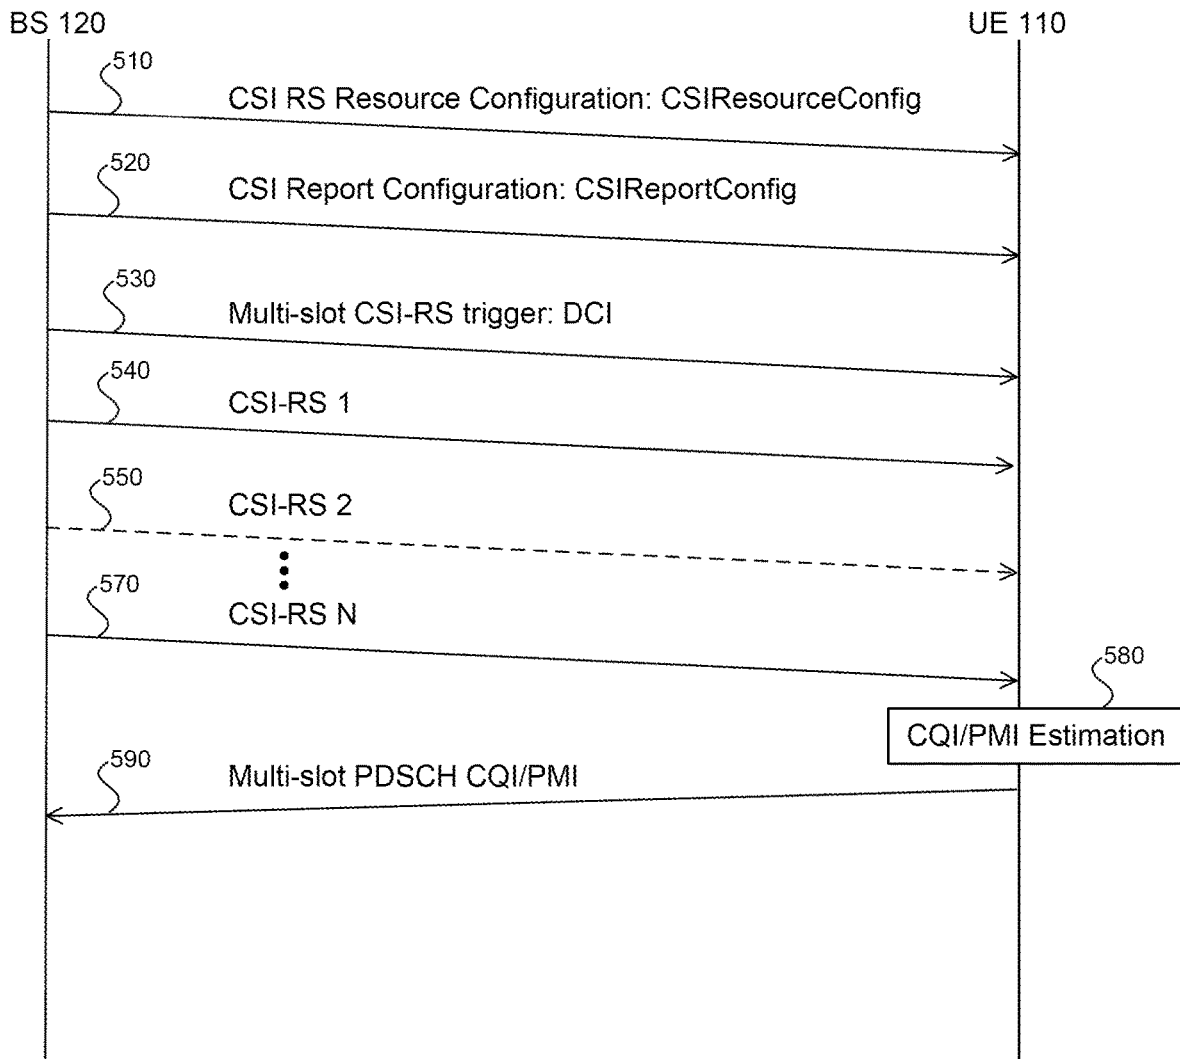 BS 120
UE 110
510
CSI RS Resource Configuration: CSIResourceConfig
520
CSI Report Configuration: CSIReportConfig
530
Multi-slot CSI-RS trigger: DCI
540
CSI-RS 1
550
CSI-RS 2
570
CSI-RS N
580
CQI/PMI Estimation
590
Multi-slot PDSCH CQI/PMI